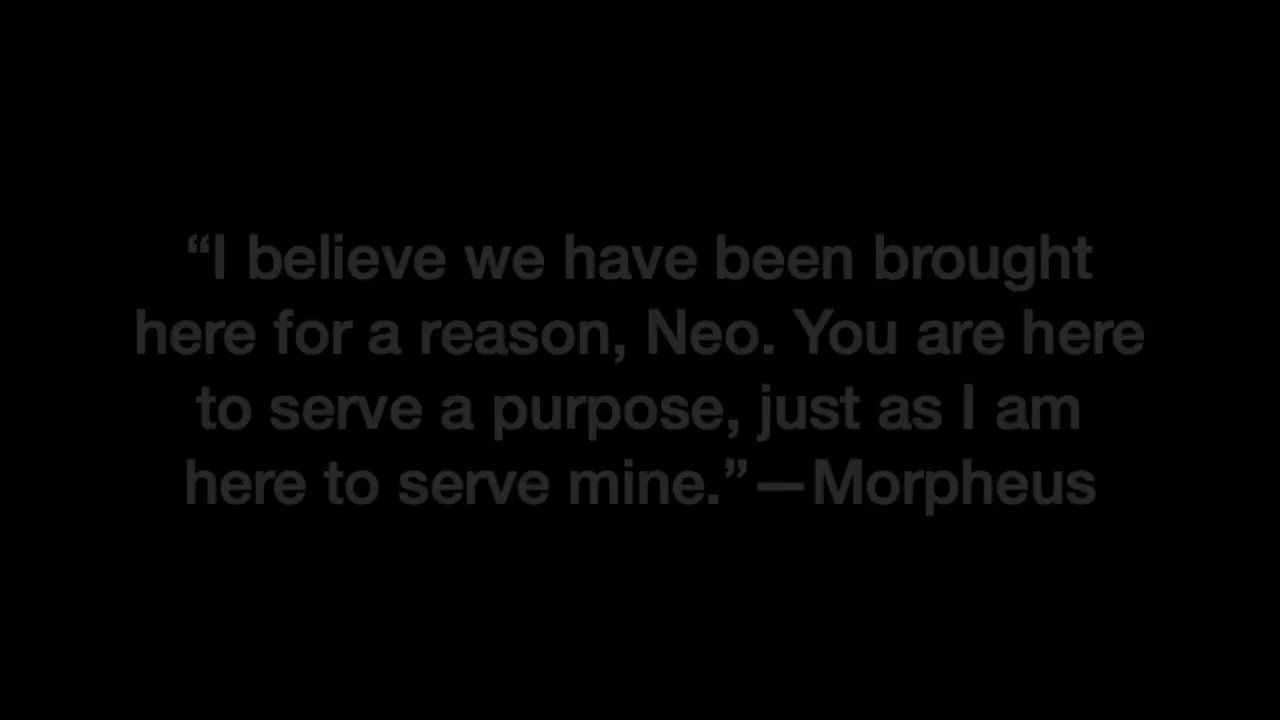 “I believe we have been brought
here for a reason, Neo. You are here
to serve a purpose, just as I am
here to serve mine.”—Morpheus